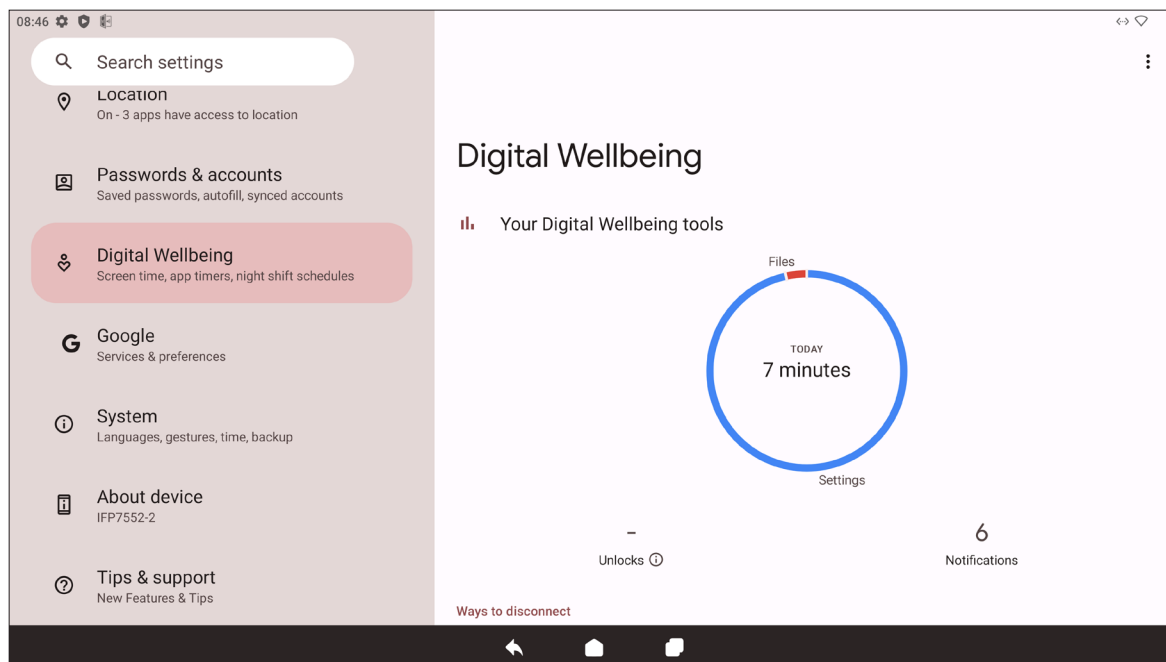 08:46
Search settings
Location
On - 3 apps have access to location
Passwords & accounts
Saved passwords, autofill, synced accounts
Digital Wellbeing
Screen time, app timers, night shift schedules
Google
Services & preferences
System
Languages, gestures, time, backup
About device
IFP7552-2
Tips & support
New Features & Tips
Digital Wellbeing
Your Digital Wellbeing tools
Files
TODAY
7 minutes
Settings
-
Unlocks
6
Notifications
Ways to disconnect